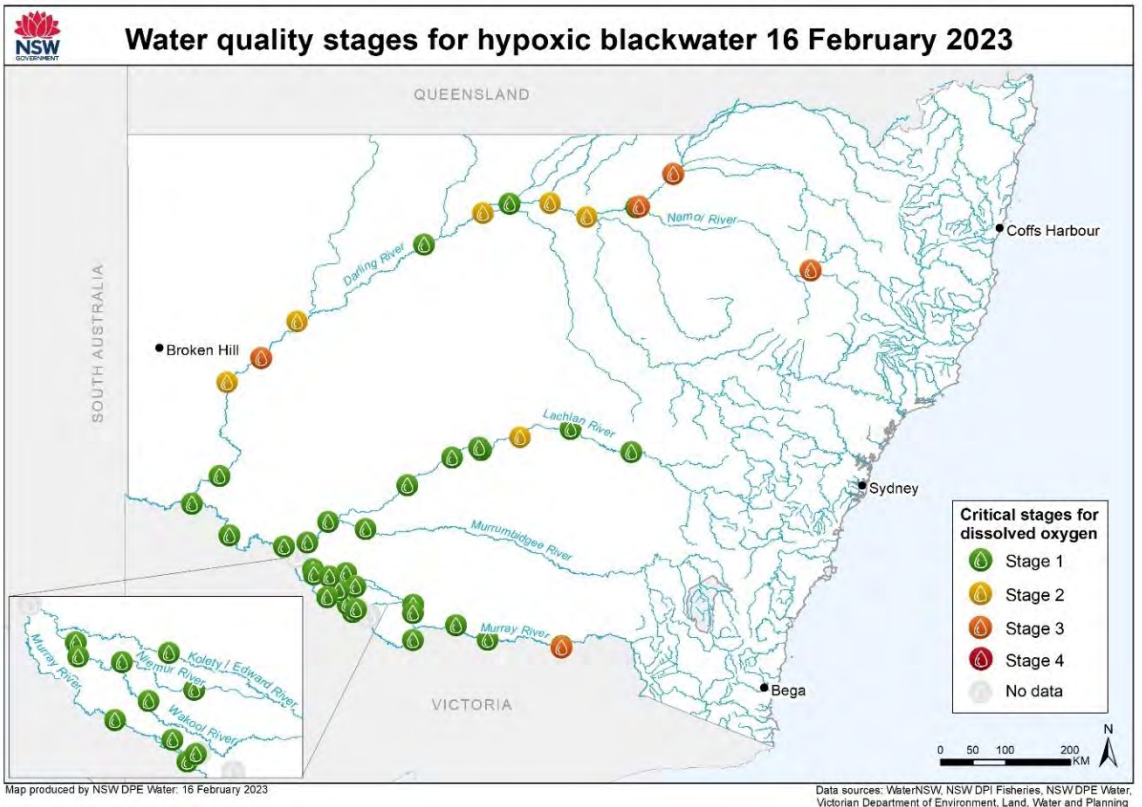 NSW
GOVERNMENT
Water quality stages for hypoxic blackwater 16 February 2023
QUEENSLAND
SOUTH AUSTRALIA
Namoi River
Coffs Harbour
Darling River
Broken Hill
Lachlan River
Sydney
Murrumbidgee River
Murray River
VICTORIA
Bega
Murray River
Kolety / Edward River
Niemur River
Wakool River
Critical stages for
dissolved oxygen
Stage 1
Stage 2
Stage 3
Stage 4
No data
N
0 50 100 200
KM
Map produced by NSW DPE Water: 16 February 2023
Data sources: WaterNSW, NSW DPI Fisheries, NSW DPE Water,
Victorian Department of Environment, Land, Water and Planning